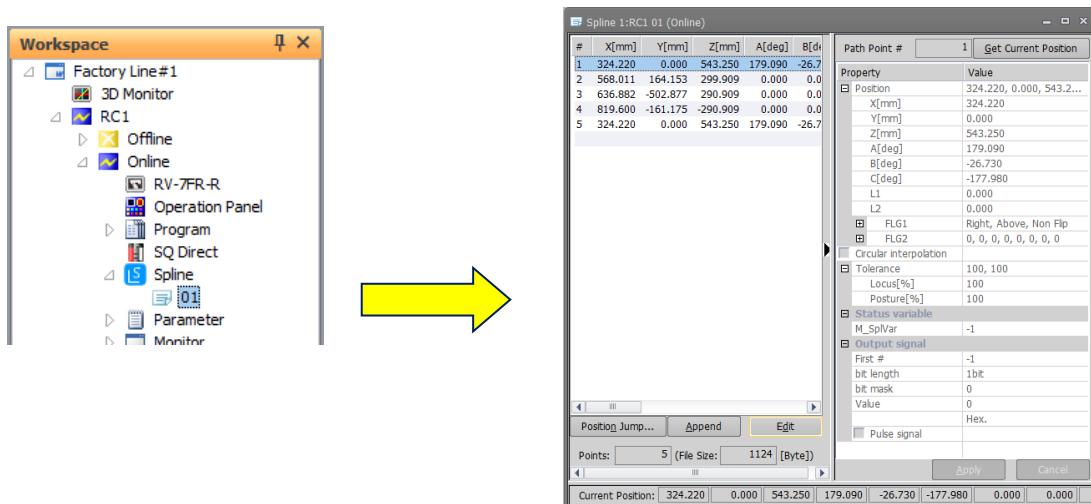 Workspace
Factory Line#1
3D Monitor
RC1
Offline
Online
RV-7FR-R
Operation Panel
Program
SQ Direct
Spline
01
Parameter
Monitor
Spline 1:RC1 01 (Online)
# X[mm] Y[mm] Z[mm] A[deg] B[de
1 324.220 0.000 543.250 179.090 -26.7
2 568.011 164.153 299.909 0.000 0.0
3 636.882 -502.877 290.909 0.000 0.0
4 819.600 -161.175 -290.909 0.000 0.0
5 324.220 0.000 543.250 179.090 -26.7
Position Jump... Append Edit
Points: 5 (File Size: 1124 [Byte])
Path Point # 1 Get Current Position
Property Value
Position 324.220, 0.000, 543.2...
X[mm] 324.220
Y[mm] 0.000
Z[mm] 543.250
A[deg] 179.090
B[deg] -26.730
C[deg] -177.980
L1 0.000
L2 0.000
FLG1 Right, Above, Non Flip
FLG2 0, 0, 0, 0, 0, 0, 0, 0
Circular interpolation
Tolerance 100, 100
Locus[%] 100
Posture[%] 100
Status variable
M_SplVar -1
Output signal
First # -1
bit length 1bit
bit mask 0
Value 0
Hex.
Pulse signal
Apply Cancel
Current Position: 324.220 0.000 543.250 179.090 -26.730 -177.980 0.000 0.000